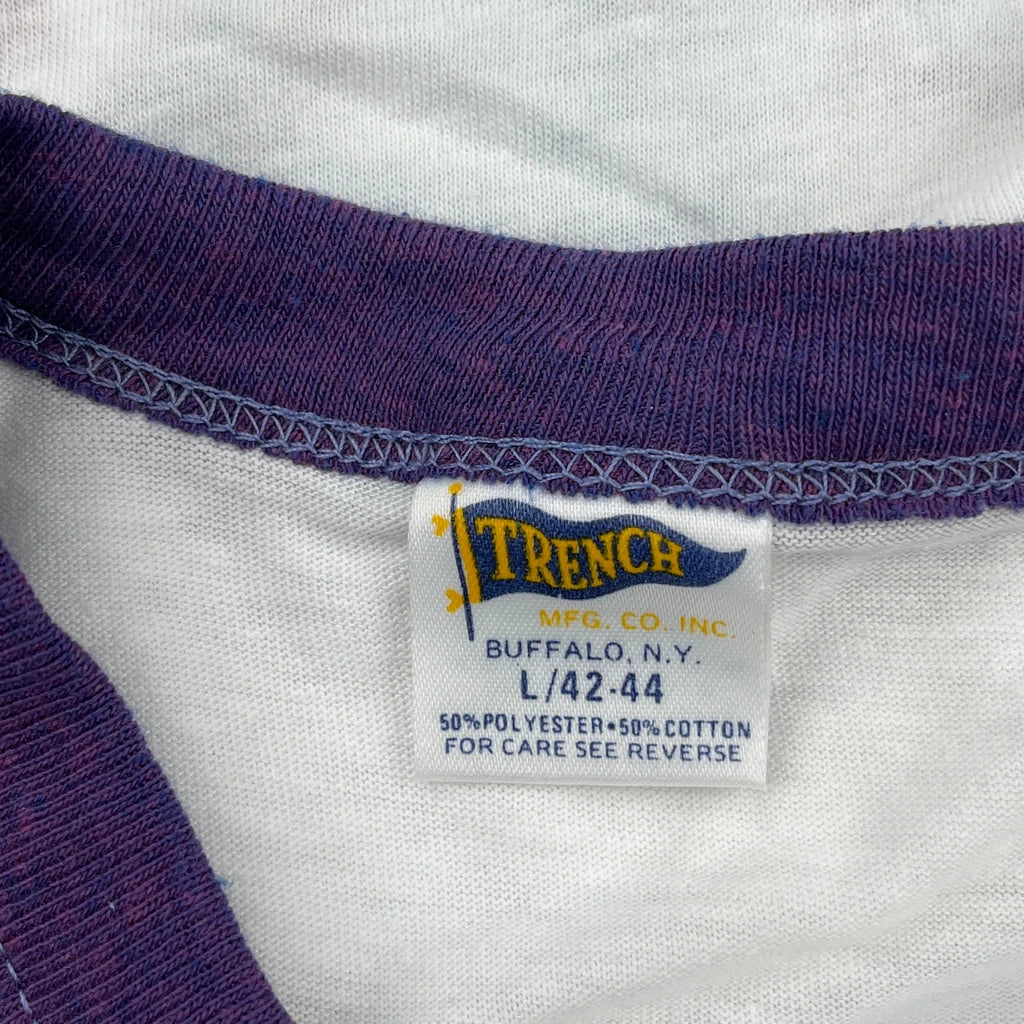 TRENCH
MFG. CO. INC.
BUFFALO, N.Y.
L/42-44
50% POLYESTER•50% COTTON
FOR CARE SEE REVERSE